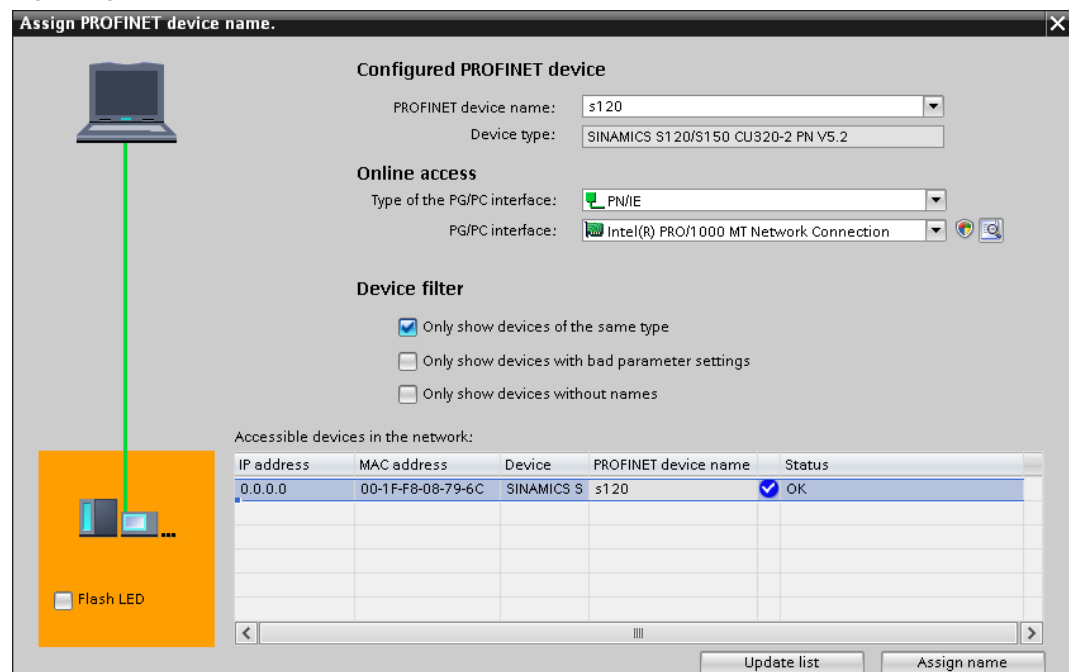 Assign PROFINET device name.
Configured PROFINET device
PROFINET device name: s120
Device type: SINAMICS S120/S150 CU320-2 PN V5.2
Online access
Type of the PG/PC interface: PN/IE
PG/PC interface: Intel(R) PRO/1000 MT Network Connection
Device filter
Only show devices of the same type
Only show devices with bad parameter settings
Only show devices without names
Accessible devices in the network:
IP address MAC address Device PROFINET device name Status
0.0.0.0 00-1F-F8-08-79-6C SINAMICS S s120 OK
...
Flash LED
Update list Assign name